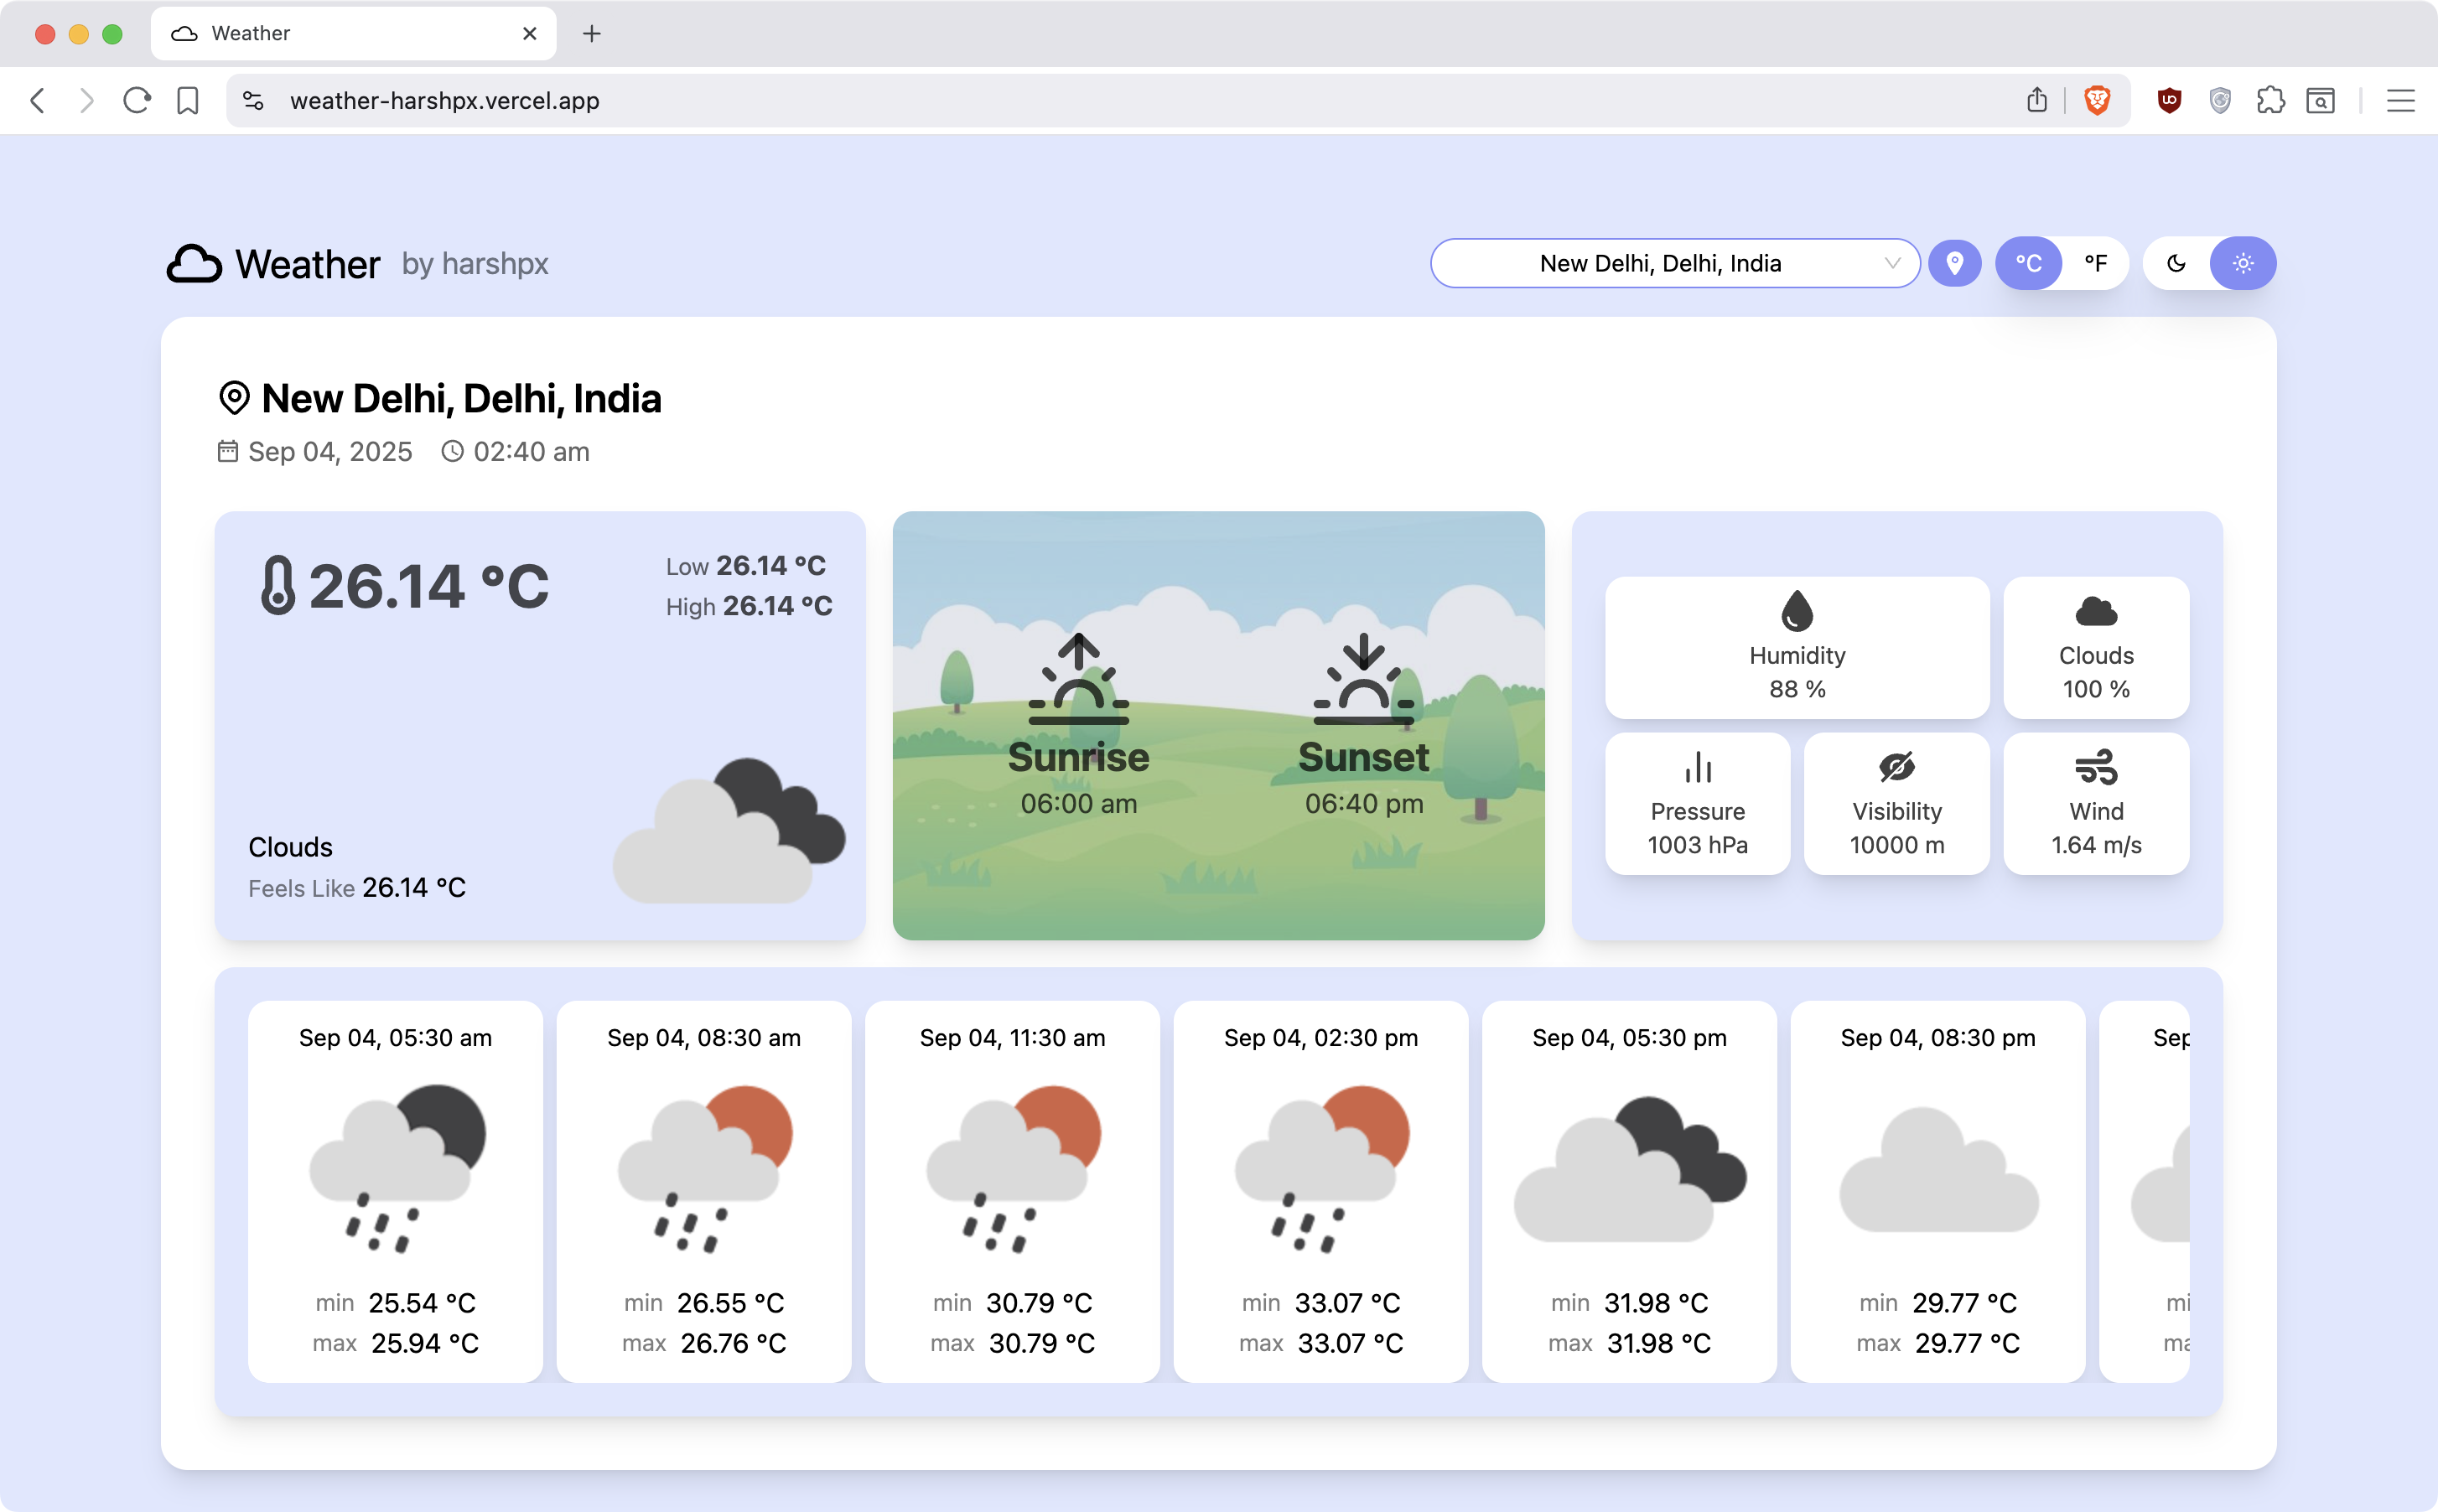 Weather
weather-harshpx.vercel.app
Weather by harshpx
New Delhi, Delhi, India
°C °F
New Delhi, Delhi, India
Sep 04, 2025 02:40 am
26.14 °C
Low 26.14 °C
High 26.14 °C
Clouds
Feels Like 26.14 °C
Sunrise
06:00 am
Sunset
06:40 pm
Humidity
88 %
Clouds
100 %
Pressure
1003 hPa
Visibility
10000 m
Wind
1.64 m/s
Sep 04, 05:30 am
min 25.54 °C
max 25.94 °C
Sep 04, 08:30 am
min 26.55 °C
max 26.76 °C
Sep 04, 11:30 am
min 30.79 °C
max 30.79 °C
Sep 04, 02:30 pm
min 33.07 °C
max 33.07 °C
Sep 04, 05:30 pm
min 31.98 °C
max 31.98 °C
Sep 04, 08:30 pm
min 29.77 °C
max 29.77 °C
Sep